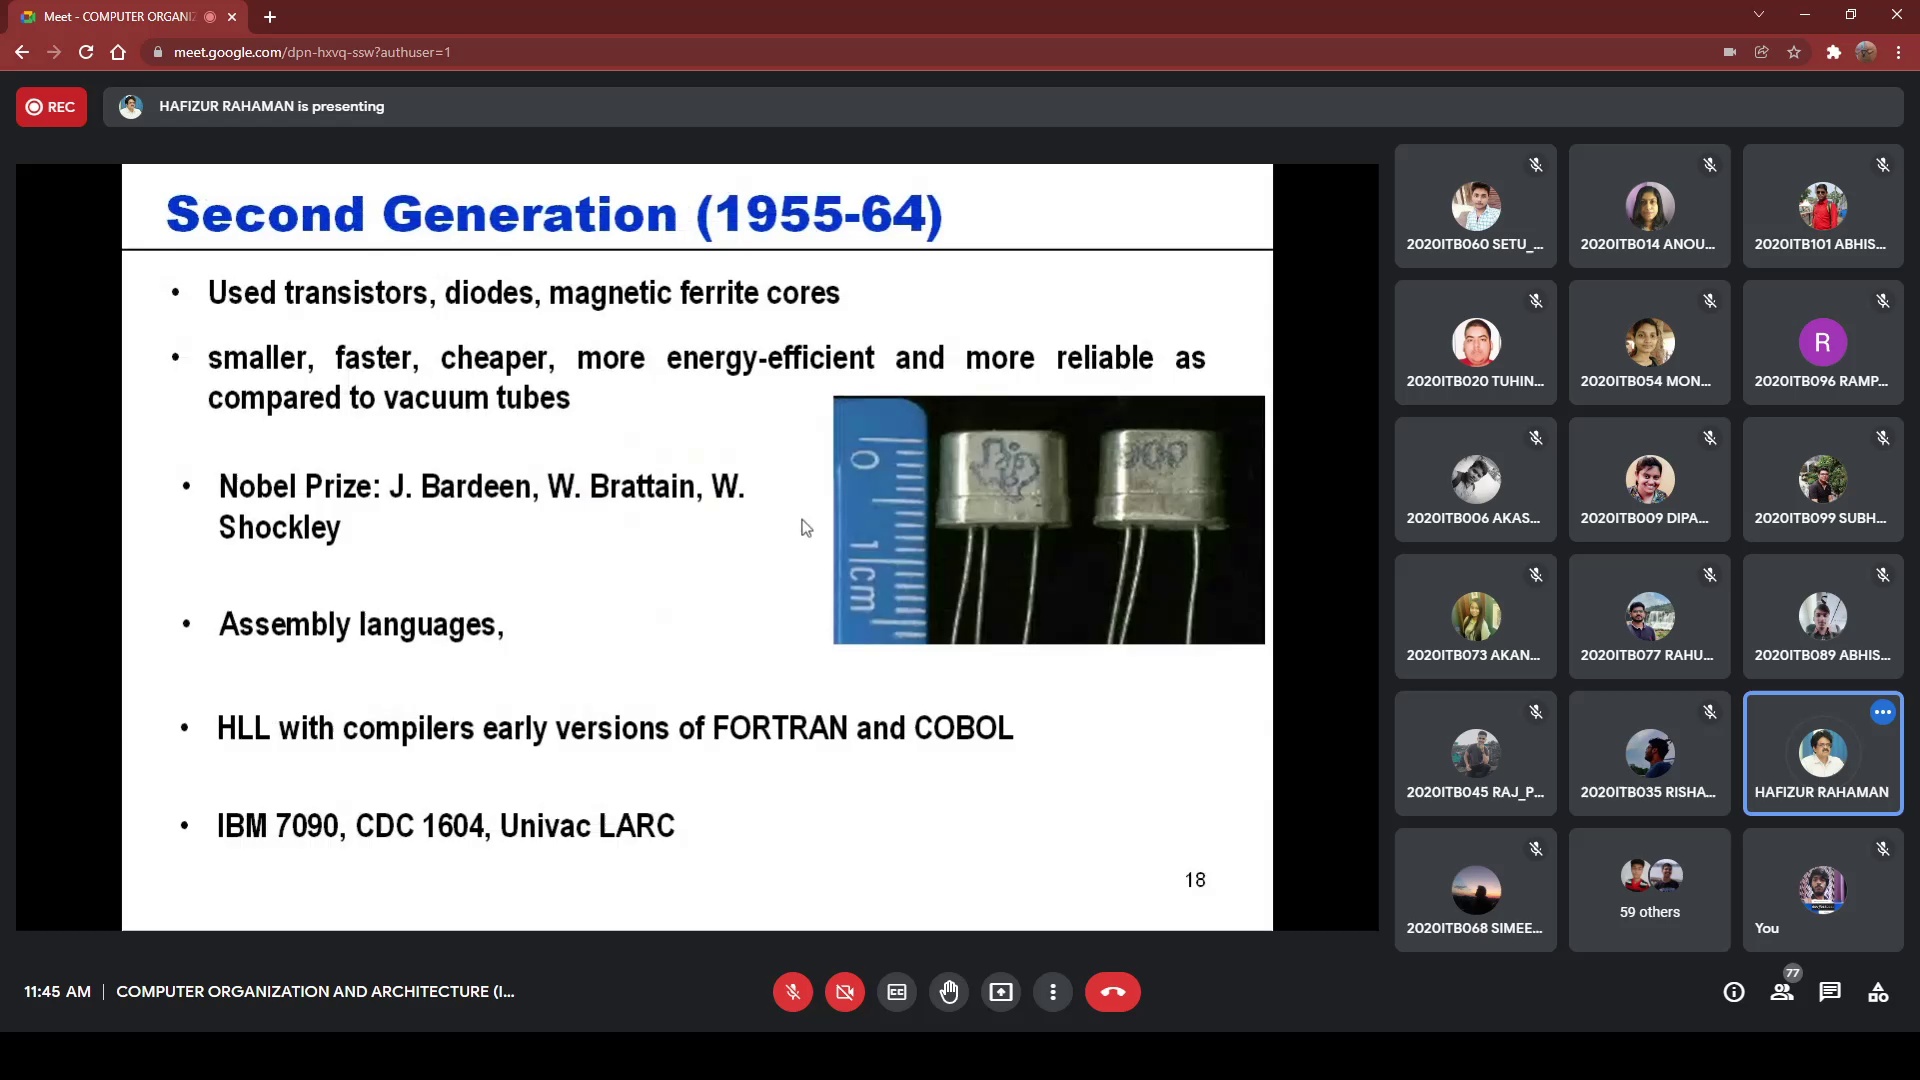 Meet - COMPUTER ORGANIZ
meet.google.com/dpn-hxvq-ssw?authuser=1
REC
HAFIZUR RAHAMAN is presenting
Second Generation (1955-64)
• Used transistors, diodes, magnetic ferrite cores
• smaller, faster, cheaper, more energy-efficient and more reliable as
compared to vacuum tubes
• Nobel Prize: J. Bardeen, W. Brattain, W.
Shockley
• Assembly languages,
• HLL with compilers early versions of FORTRAN and COBOL
• IBM 7090, CDC 1604, Univac LARC
18
0
1
cm
2020ITB060 SETU_...
2020ITB014 ANOU...
2020ITB101 ABHIS...
2020ITB020 TUHIN...
2020ITB054 MON...
R
2020ITB096 RAMP...
2020ITB006 AKAS...
2020ITB009 DIPA...
2020ITB099 SUBH...
2020ITB073 AKAN...
2020ITB077 RAHU...
2020ITB089 ABHIS...
2020ITB045 RAJ_P...
2020ITB035 RISHA...
HAFIZUR RAHAMAN
2020ITB068 SIMEE...
59 others
You
11:45 AM | COMPUTER ORGANIZATION AND ARCHITECTURE (I...
77